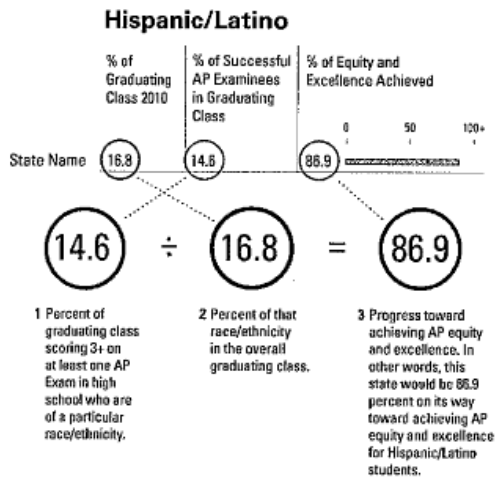 Hispanic/Latino
% of
Graduating
Class 2010
% of Successful
AP Examinees
in Graduating
Class
% of Equity and
Excellence Achieved
0 50 100+
State Name 16.8 14.6 86.9
14.6 ÷ 16.8 = 86.9
1 Percent of
graduating class
scoring 3+ on
at least one AP
Exam in high
school who are
of a particular
race/ethnicity.
2 Percent of that
race/ethnicity
in the overall
graduating class.
3 Progress toward
achieving AP equity
and excellence. In
other words, this
state would be 86.9
percent on its way
toward achieving AP
equity and excellence
for Hispanic/Latino
students.